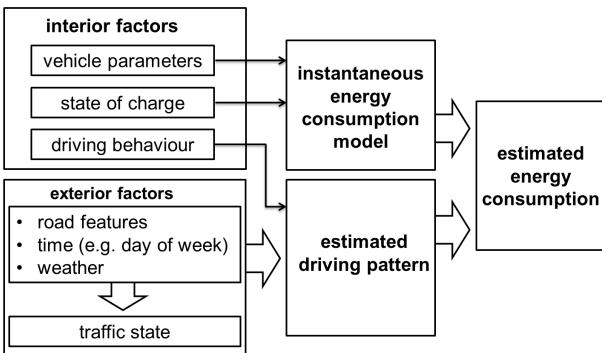 interior factors
vehicle parameters
state of charge
driving behaviour
exterior factors
• road features
• time (e.g. day of week)
• weather
traffic state
instantaneous
energy
consumption
model
estimated
driving pattern
estimated
energy
consumption